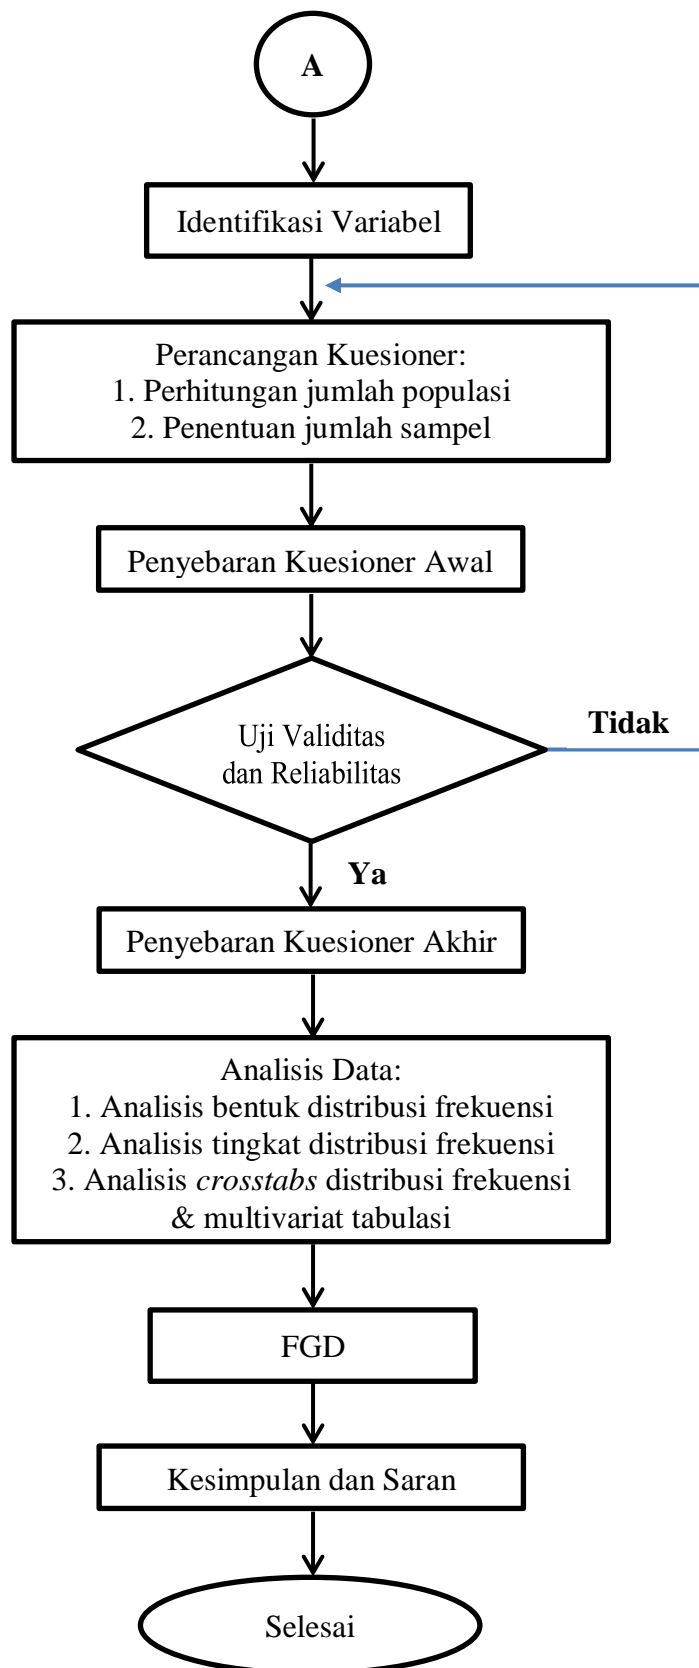 A
Identifikasi Variabel
Perancangan Kuesioner:
1. Perhitungan jumlah populasi
2. Penentuan jumlah sampel
Penyebaran Kuesioner Awal
Uji Validitas
dan Reliabilitas
Tidak
Ya
Penyebaran Kuesioner Akhir
Analisis Data:
1. Analisis bentuk distribusi frekuensi
2. Analisis tingkat distribusi frekuensi
3. Analisis crosstabs distribusi frekuensi
& multivariat tabulasi
FGD
Kesimpulan dan Saran
Selesai